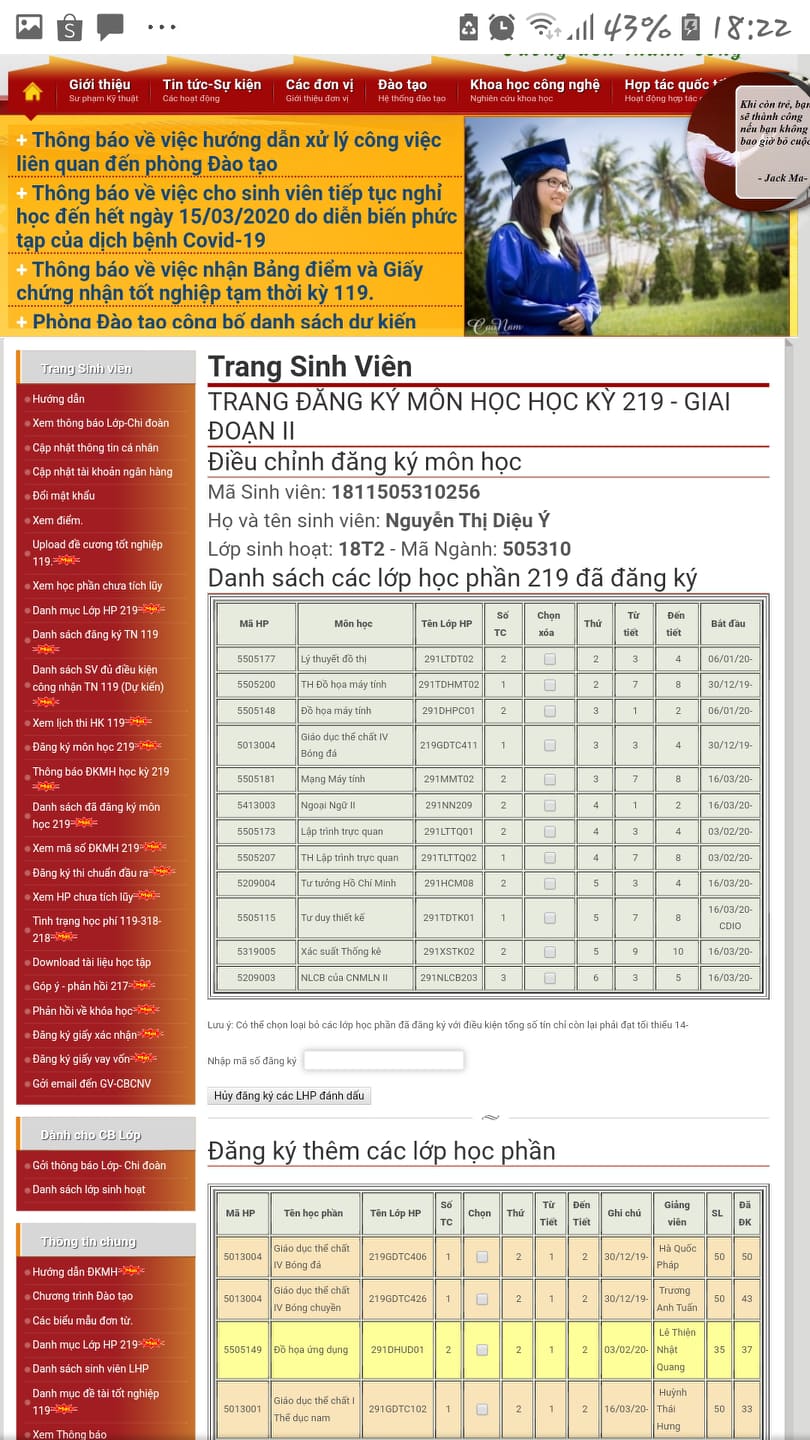 43% 18:22
Giới thiệu Tin tức-Sự kiện Các đơn vị Đào tạo Khoa học công nghệ Hợp tác quốc
Sư phạm Kỹ thuật Các hoạt động Giới thiệu đơn vị Hệ thống đào tạo Nghiên cứu khoa học Hoạt động hợp tác
Khi còn trẻ, bạn
sẽ thành công
nếu bạn không
bao giờ bỏ cuộc
- Jack Ma-
+ Thông báo về việc hướng dẫn xử lý công việc
liên quan đến phòng Đào tạo
+ Thông báo về việc cho sinh viên tiếp tục nghỉ
học đến hết ngày 15/03/2020 do diễn biến phức
tạp của dịch bệnh Covid-19
+ Thông báo về việc nhận Bảng điểm và Giấy
chứng nhận tốt nghiệp tạm thời kỳ 119.
+ Phòng Đào tạo công bố danh sách dự kiến
Trang Sinh viên
Hướng dẫn
Xem thông báo Lớp-Chi đoàn
Cập nhật thông tin cá nhân
Cập nhật tài khoản ngân hàng
Đổi mật khẩu
Xem điểm.
Upload đề cương tốt nghiệp
119.
Xem học phần chưa tích lũy
Danh mục Lớp HP 219
Danh sách đăng ký TN 119
Danh sách SV đủ điều kiện
công nhận TN 119 (Dự kiến)
Xem lịch thi HK 119
Đăng ký môn học 219
Thông báo ĐKMH học kỳ 219
Danh sách đã đăng ký môn
học 219
Xem mã số ĐKMH 219
Đăng ký thi chuẩn đầu ra
Xem HP chưa tích lũy
Tình trạng học phí 119-318-
218
Download tài liệu học tập
Góp ý - phản hồi 217
Phản hồi về khóa học
Đăng ký giấy xác nhận
Đăng ký giấy vay vốn
Gởi email đến GV-CBCNV
Dành cho CB Lớp
Gởi thông báo Lớp- Chi đoàn
Danh sách lớp sinh hoạt
Thông tin chung
Hướng dẫn ĐKMH
Chương trình Đào tạo
Các biểu mẫu đơn từ.
Danh mục Lớp HP 219
Danh sách sinh viên LHP
Danh mục đề tài tốt nghiệp
119
Xem Thông báo
Trang Sinh Viên
TRANG ĐĂNG KÝ MÔN HỌC HỌC KỲ 219 - GIAI
ĐOẠN II
Điều chỉnh đăng ký môn học
Mã Sinh viên: 1811505310256
Họ và tên sinh viên: Nguyễn Thị Diệu Ý
Lớp sinh hoạt: 18T2 - Mã Ngành: 505310
Danh sách các lớp học phần 219 đã đăng ký
Mã HP Môn học Tên Lớp HP Số TC Chọn xóa Thứ Từ tiết Đến tiết Bắt đầu
5505177 Lý thuyết đồ thị 291LTDT02 2 2 3 4 06/01/20-
5505200 TH Đồ họa máy tính 291TDHMT02 1 2 7 8 30/12/19-
5505148 Đồ họa máy tính 291DHPC01 2 3 1 2 06/01/20-
5013004 Giáo dục thể chất IV Bóng đá 219GDTC411 1 3 3 4 30/12/19-
5505181 Mạng Máy tính 291MMT02 2 3 7 8 16/03/20-
5413003 Ngoại Ngữ II 291NN209 2 4 1 2 16/03/20-
5505173 Lập trình trực quan 291LTTQ01 2 4 3 4 03/02/20-
5505207 TH Lập trình trực quan 291TLTTQ02 1 4 7 8 03/02/20-
5209004 Tư tưởng Hồ Chí Minh 291HCM08 2 5 3 4 16/03/20-
5505115 Tư duy thiết kế 291TDTK01 1 5 7 8 16/03/20- CDIO
5319005 Xác suất Thống kê 291XSTK02 2 5 9 10 16/03/20-
5209003 NLCB của CNMLN II 291NLCB203 3 6 3 5 16/03/20-
Lưu ý: Có thể chọn loại bỏ các lớp học phần đã đăng ký với điều kiện tổng số tín chỉ còn lại phải đạt tối thiểu 14-
Nhập mã số đăng ký
Hủy đăng ký các LHP đánh dấu
Đăng ký thêm các lớp học phần
Mã HP Tên học phần Tên Lớp HP Số TC Chọn Thứ Từ Tiết Đến Tiết Ghi chú Giảng viên SL Đã ĐK
5013004 Giáo dục thể chất IV Bóng đá 219GDTC406 1 2 1 2 30/12/19- Hà Quốc Pháp 50 50
5013004 Giáo dục thể chất IV Bóng chuyền 219GDTC426 1 2 1 2 30/12/19- Trương Anh Tuấn 50 43
5505149 Đồ họa ứng dụng 291DHUD01 2 2 1 2 03/02/20- Lê Thiện Nhật Quang 35 37
5013001 Giáo dục thể chất I Thể dục nam 291GDTC102 1 2 1 2 16/03/20- Huỳnh Thái Hưng 50 33